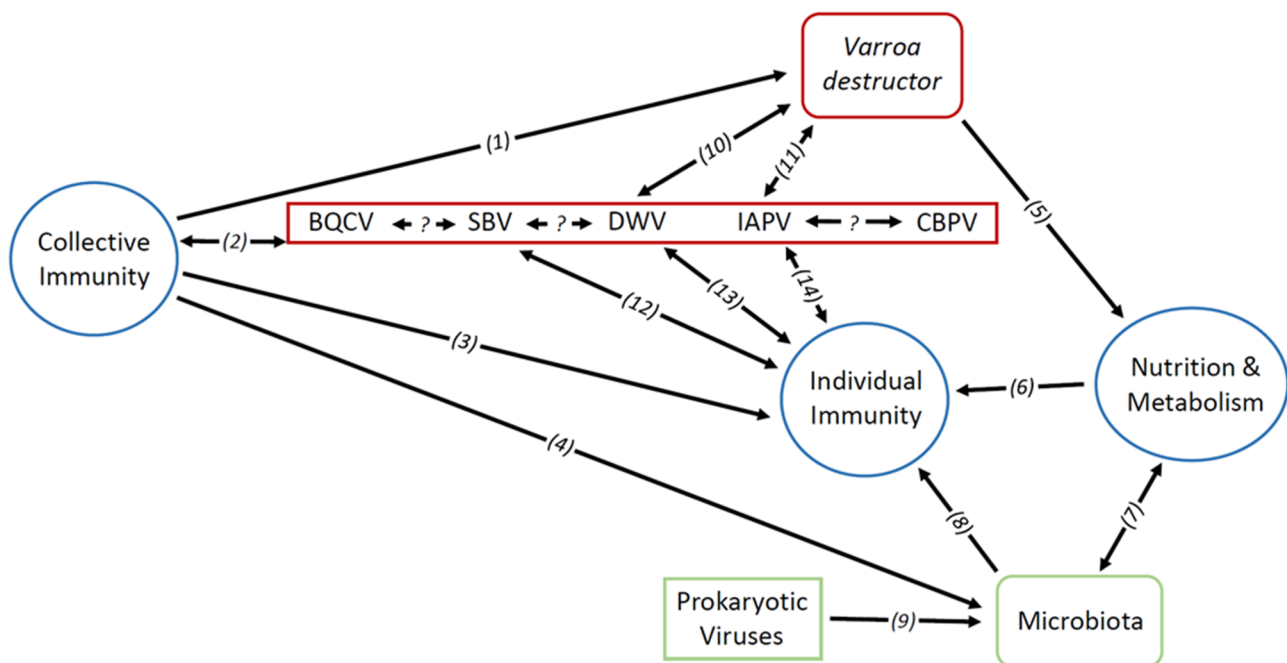 Varroa
destructor
(1)
(10)
(11)
(5)
Collective
Immunity
(2)
BQCV ? SBV ? DWV IAPV ? CBPV
(12)
(13)
(14)
(3)
(4)
Individual
Immunity
(6)
Nutrition &
Metabolism
(8)
(7)
Prokaryotic
Viruses
(9)
Microbiota